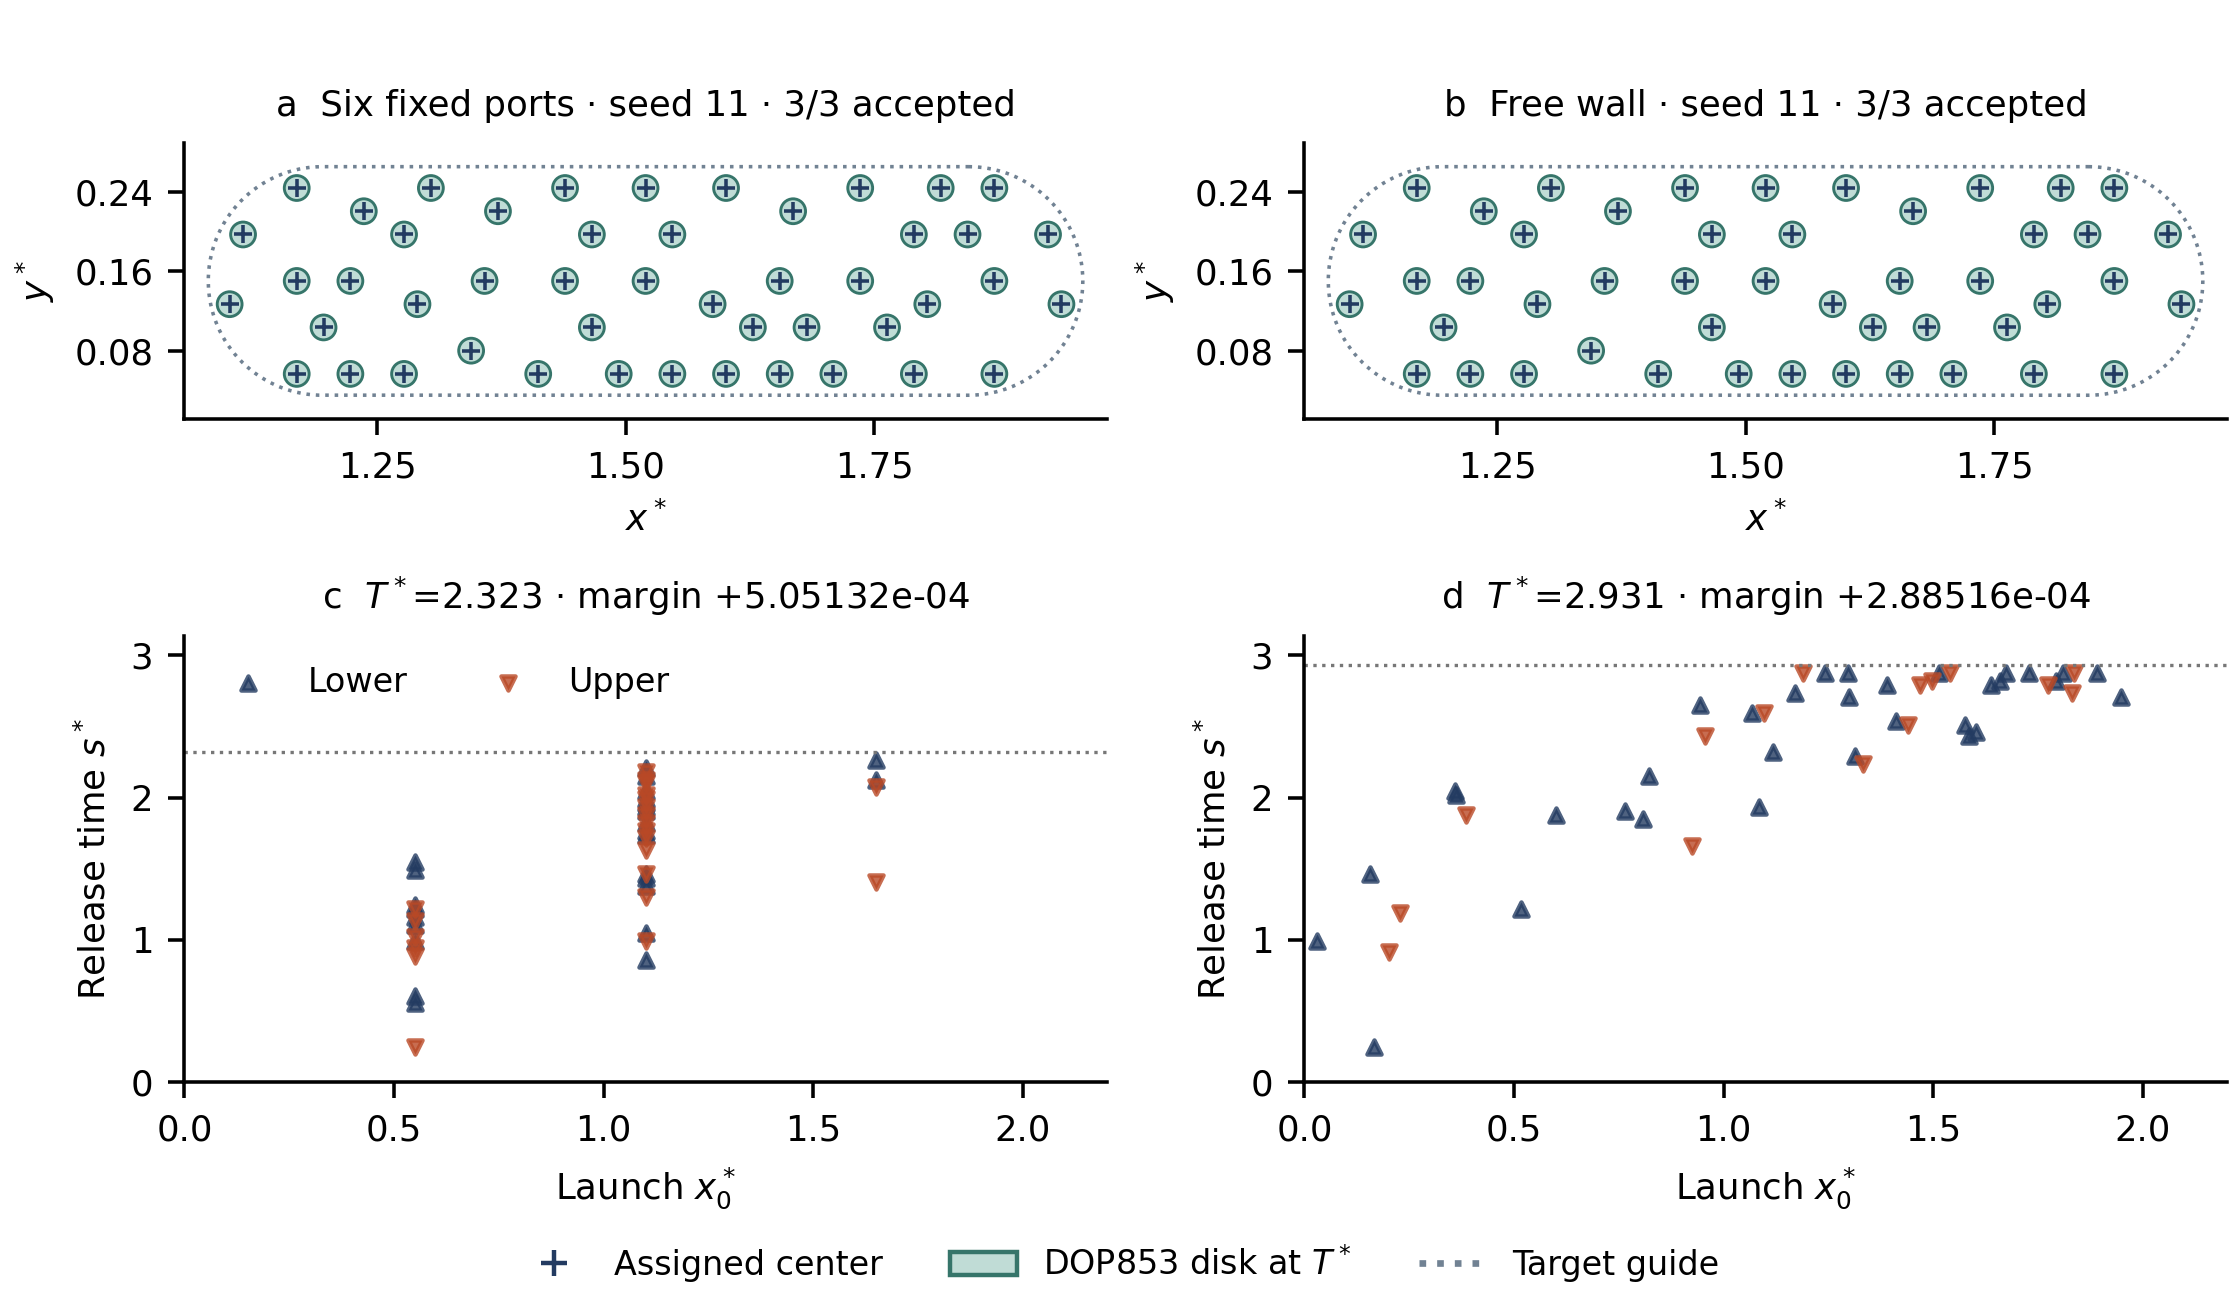 a Six fixed ports · seed 11 · 3/3 accepted
0.24
0.16
0.08
y*
1.25 1.50 1.75
x*
b Free wall · seed 11 · 3/3 accepted
0.24
0.16
0.08
y*
1.25 1.50 1.75
x*
c T*=2.323 · margin +5.05132e-04
Lower Upper
3
2
1
0
Release time s*
0.0 0.5 1.0 1.5 2.0
Launch x₀*
d T*=2.931 · margin +2.88516e-04
3
2
1
0
Release time s*
0.0 0.5 1.0 1.5 2.0
Launch x₀*
Assigned center DOP853 disk at T* Target guide